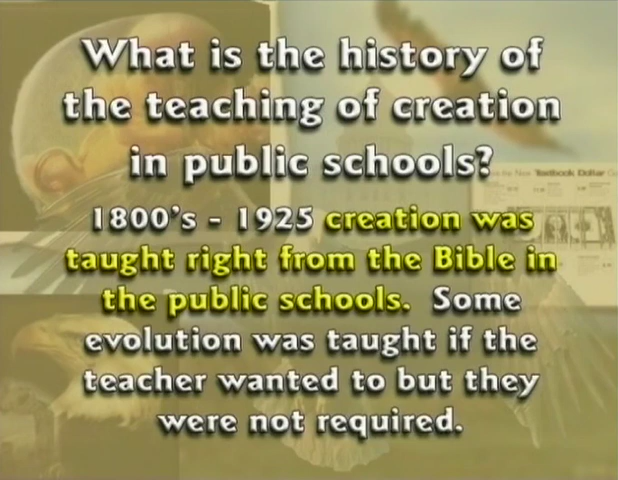 What is the history of
the teaching of creation
in public schools?
Textbook Dollar
1800's - 1925 creation was
taught right from the Bible in
the public schools. Some
evolution was taught if the
teacher wanted to but they
were not required.